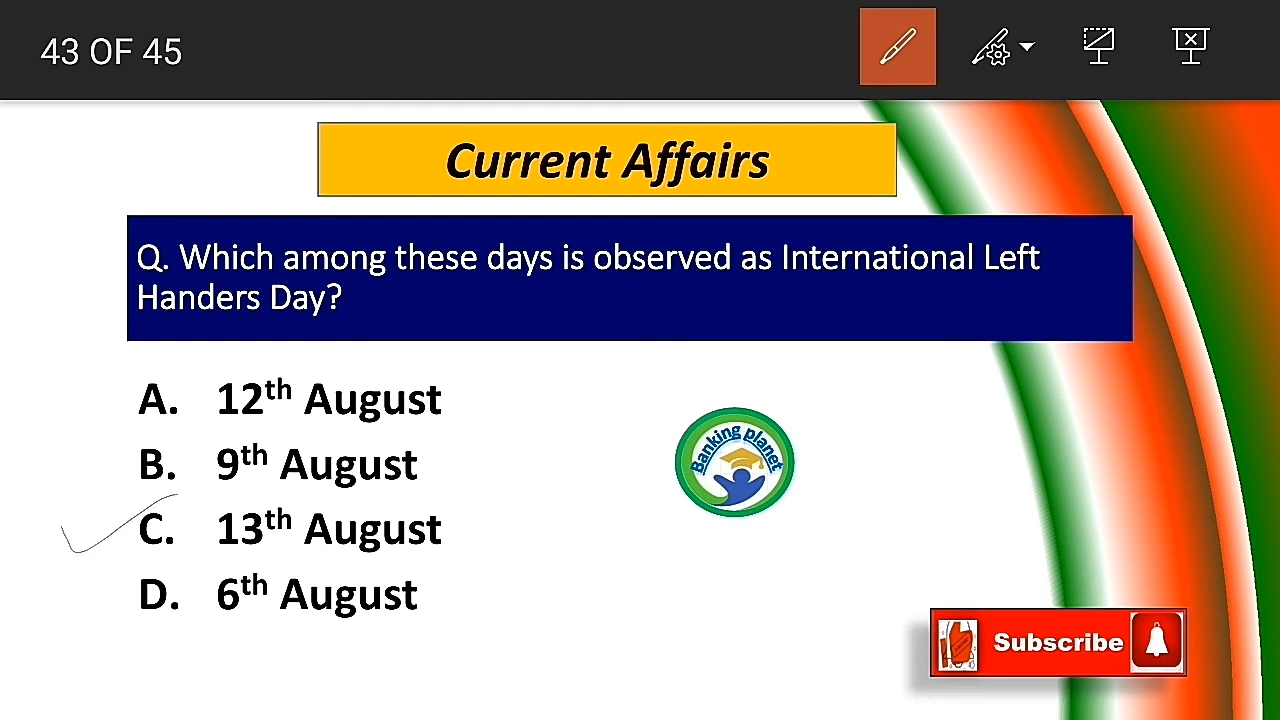 43 OF 45
Current Affairs
Q. Which among these days is observed as International Left
Handers Day?
A. 12th August
B. 9th August
C. 13th August
D. 6th August
Banking planet
Subscribe